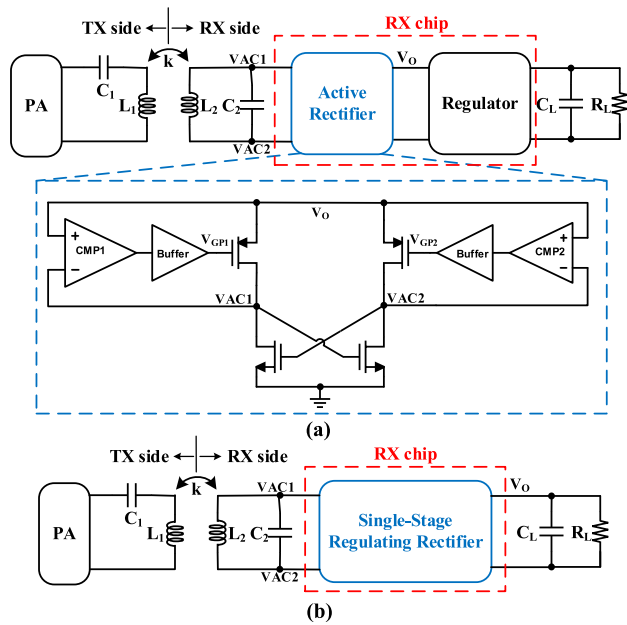 TX side RX side
RX chip
k
VAC1
VO
PA
C1
L1
L2
C2
Active
Rectifier
Regulator
CL
RL
VAC2
VO
+
CMP1
−
Buffer
VGP1
VGP2
Buffer
+
CMP2
−
VAC1
VAC2
(a)
TX side RX side
RX chip
k
VAC1
VO
PA
C1
L1
L2
C2
Single-Stage
Regulating Rectifier
CL
RL
VAC2
(b)